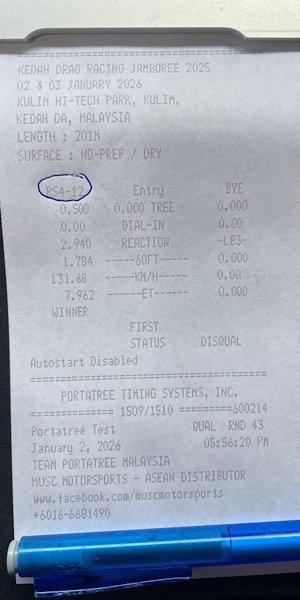 =====================================
KEDAH DRAG RACING JAMBOREE 2025
02 & 03 JANUARY 2026
KULIM HI-TECH PARK, KULIM,
KEDAH DA, MALAYSIA
LENGTH : 201M
SURFACE : NO-PREP / DRY
RS4-12 Entry BYE
0.500 0.000 TREE 0.000
0.00 DIAL-IN 0.00
2.940 REACTION -LB3-
1.784 -----60FT----- 0.000
131.68 -----KM/H----- 0.00
7.962 ------ET------ 0.000
WINNER
FIRST
STATUS DISQUAL
Autostart Disabled
=====================================
PORTATREE TIMING SYSTEMS, INC.
============ 1509/1510 =========600214
Portatree Test QUAL RND 43
January 2, 2026 05:56:20 PM
TEAM PORTATREE MALAYSIA
MUSC MOTORSPORTS - ASEAN DISTRIBUTOR
www.facebook.com/muscmotorsports
+6016-6681490